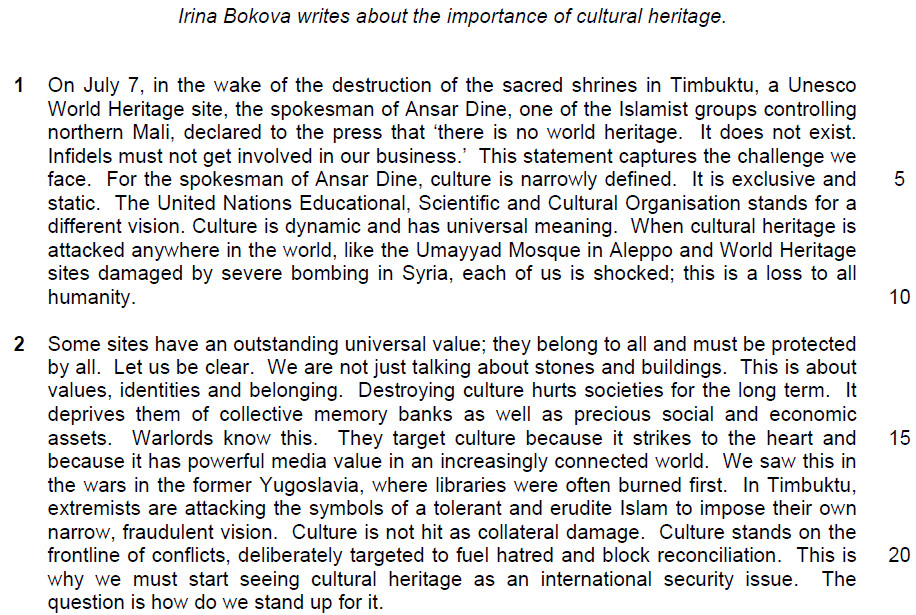 Irina Bokova writes about the importance of cultural heritage.
1 On July 7, in the wake of the destruction of the sacred shrines in Timbuktu, a Unesco
World Heritage site, the spokesman of Ansar Dine, one of the Islamist groups controlling
northern Mali, declared to the press that ‘there is no world heritage. It does not exist.
Infidels must not get involved in our business.’ This statement captures the challenge we
face. For the spokesman of Ansar Dine, culture is narrowly defined. It is exclusive and 5
static. The United Nations Educational, Scientific and Cultural Organisation stands for a
different vision. Culture is dynamic and has universal meaning. When cultural heritage is
attacked anywhere in the world, like the Umayyad Mosque in Aleppo and World Heritage
sites damaged by severe bombing in Syria, each of us is shocked; this is a loss to all
humanity. 10
2 Some sites have an outstanding universal value; they belong to all and must be protected
by all. Let us be clear. We are not just talking about stones and buildings. This is about
values, identities and belonging. Destroying culture hurts societies for the long term. It
deprives them of collective memory banks as well as precious social and economic
assets. Warlords know this. They target culture because it strikes to the heart and 15
because it has powerful media value in an increasingly connected world. We saw this in
the wars in the former Yugoslavia, where libraries were often burned first. In Timbuktu,
extremists are attacking the symbols of a tolerant and erudite Islam to impose their own
narrow, fraudulent vision. Culture is not hit as collateral damage. Culture stands on the
frontline of conflicts, deliberately targeted to fuel hatred and block reconciliation. This is 20
why we must start seeing cultural heritage as an international security issue. The
question is how do we stand up for it.